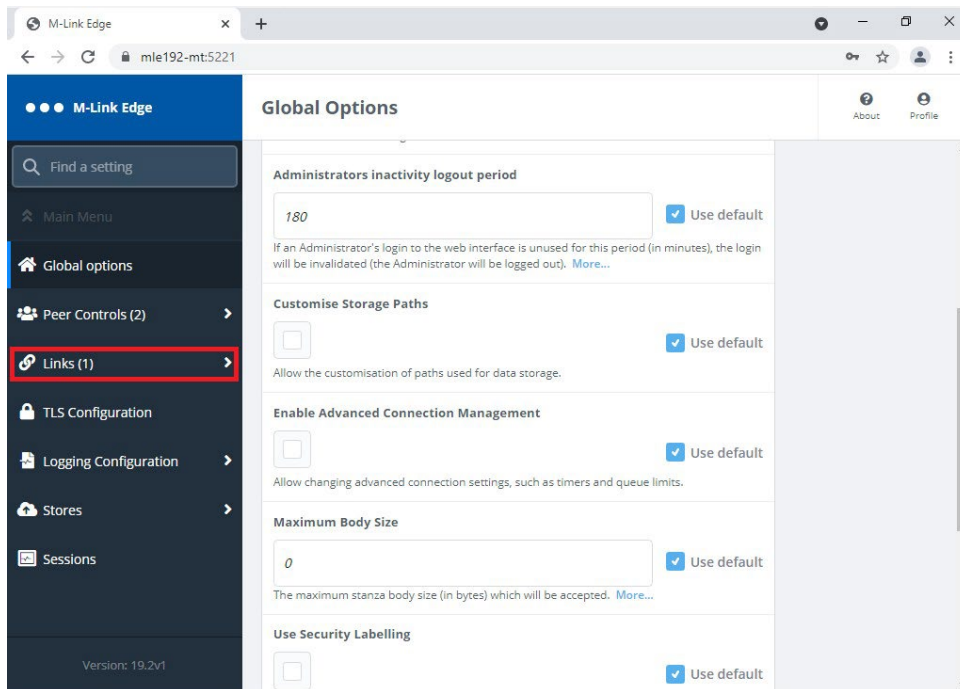 M-Link Edge
mle192-mt:5221
M-Link Edge
Global Options
About
Profile
Find a setting
Main Menu
Global options
Peer Controls (2)
Links (1)
TLS Configuration
Logging Configuration
Stores
Sessions
Version: 19.2v1
Administrators inactivity logout period
180
Use default
If an Administrator's login to the web interface is unused for this period (in minutes), the login
will be invalidated (the Administrator will be logged out). More...
Customise Storage Paths
Use default
Allow the customisation of paths used for data storage.
Enable Advanced Connection Management
Use default
Allow changing advanced connection settings, such as timers and queue limits.
Maximum Body Size
0
Use default
The maximum stanza body size (in bytes) which will be accepted. More...
Use Security Labelling
Use default